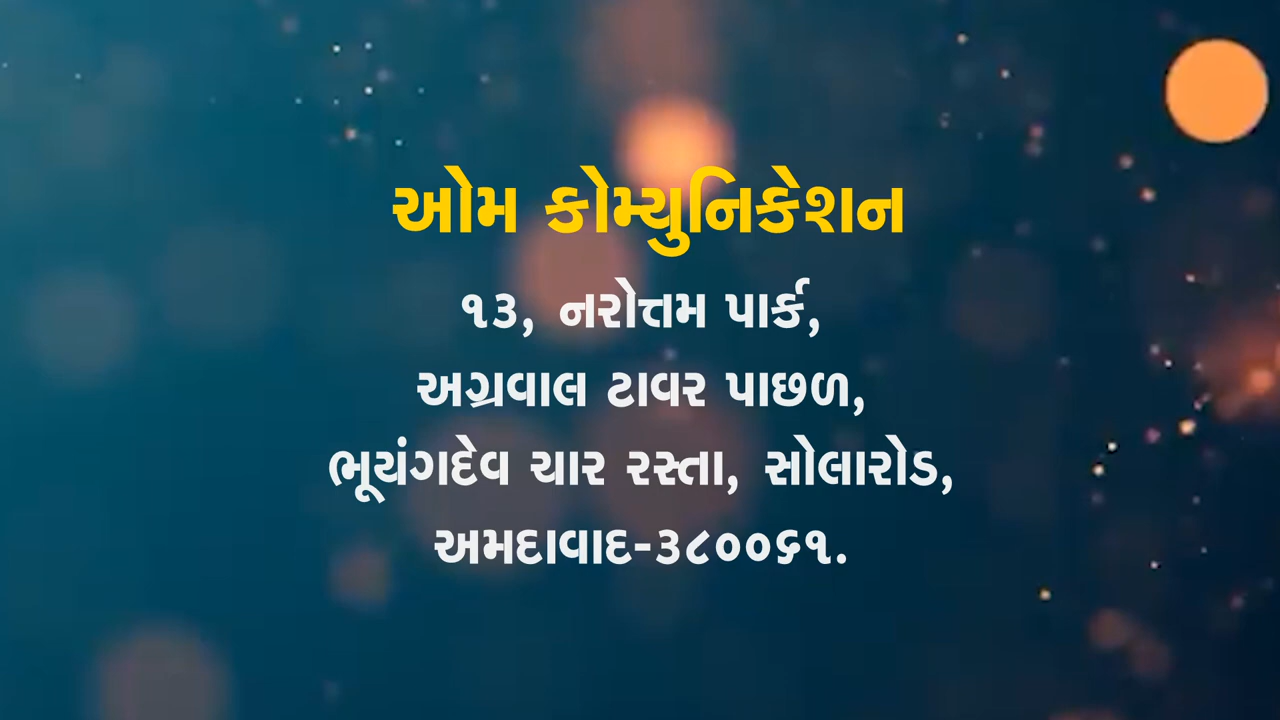 ઓમ કોમ્યુનિકેશન
૧૩, નરોત્તમ પાર્ક,
અગ્રવાલ ટાવર પાછળ,
ભૂયંગદેવ ચાર રસ્તા, સોલારોડ,
અમદાવાદ-૩૮૦૦૬૧.